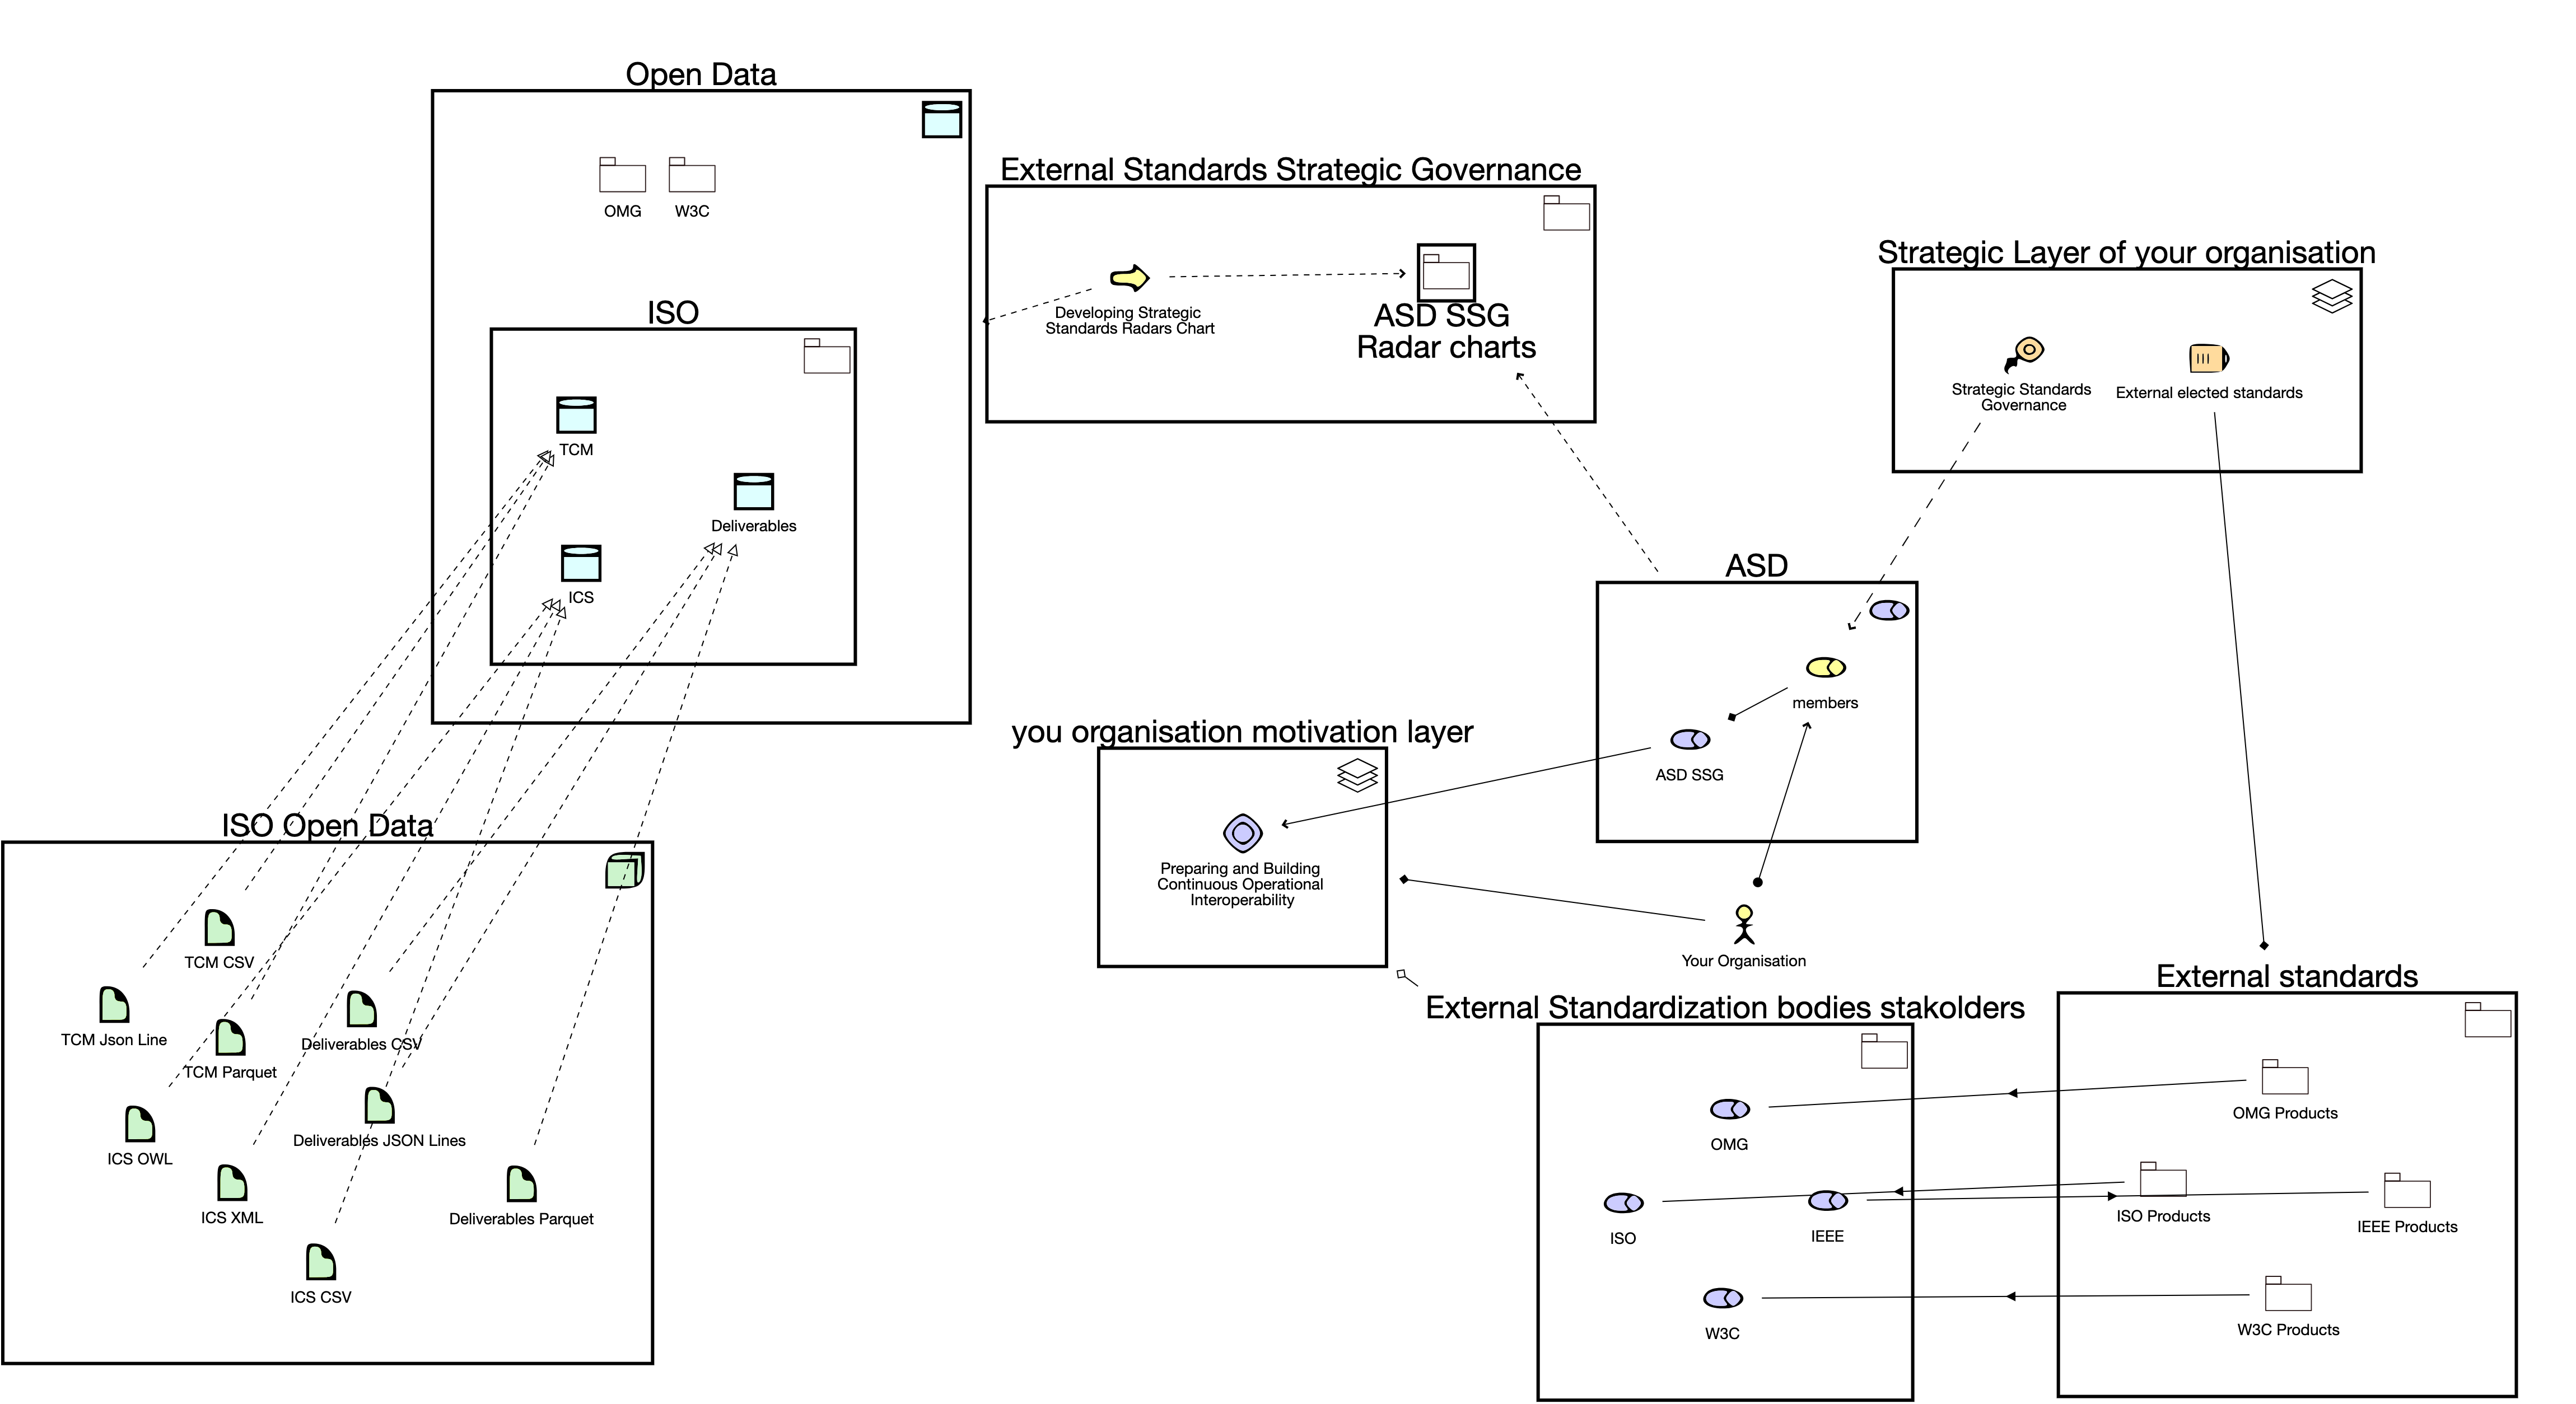 Open Data
OMG
W3C
ISO
TCM
Deliverables
ICS
External Standards Strategic Governance
Developing Strategic
Standards Radars Chart
ASD SSG
Radar charts
Strategic Layer of your organisation
Strategic Standards
Governance
External elected standards
ASD
members
ASD SSG
you organisation motivation layer
Preparing and Building
Continuous Operational
Interoperability
Your Organisation
ISO Open Data
TCM CSV
TCM Json Line
TCM Parquet
Deliverables CSV
ICS OWL
Deliverables JSON Lines
ICS XML
Deliverables Parquet
ICS CSV
External Standardization bodies stakolders
OMG
ISO
IEEE
W3C
External standards
OMG Products
ISO Products
IEEE Products
W3C Products